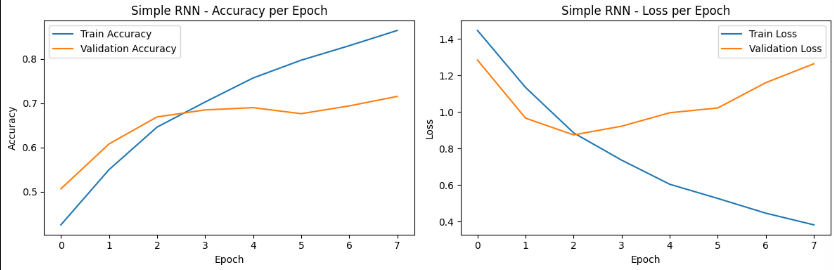 Simple RNN - Accuracy per Epoch
Train Accuracy
Validation Accuracy
0.8
0.7
0.6
0.5
Accuracy
0 1 2 3 4 5 6 7
Epoch
Simple RNN - Loss per Epoch
Train Loss
Validation Loss
1.4
1.2
1.0
0.8
0.6
0.4
Loss
0 1 2 3 4 5 6 7
Epoch